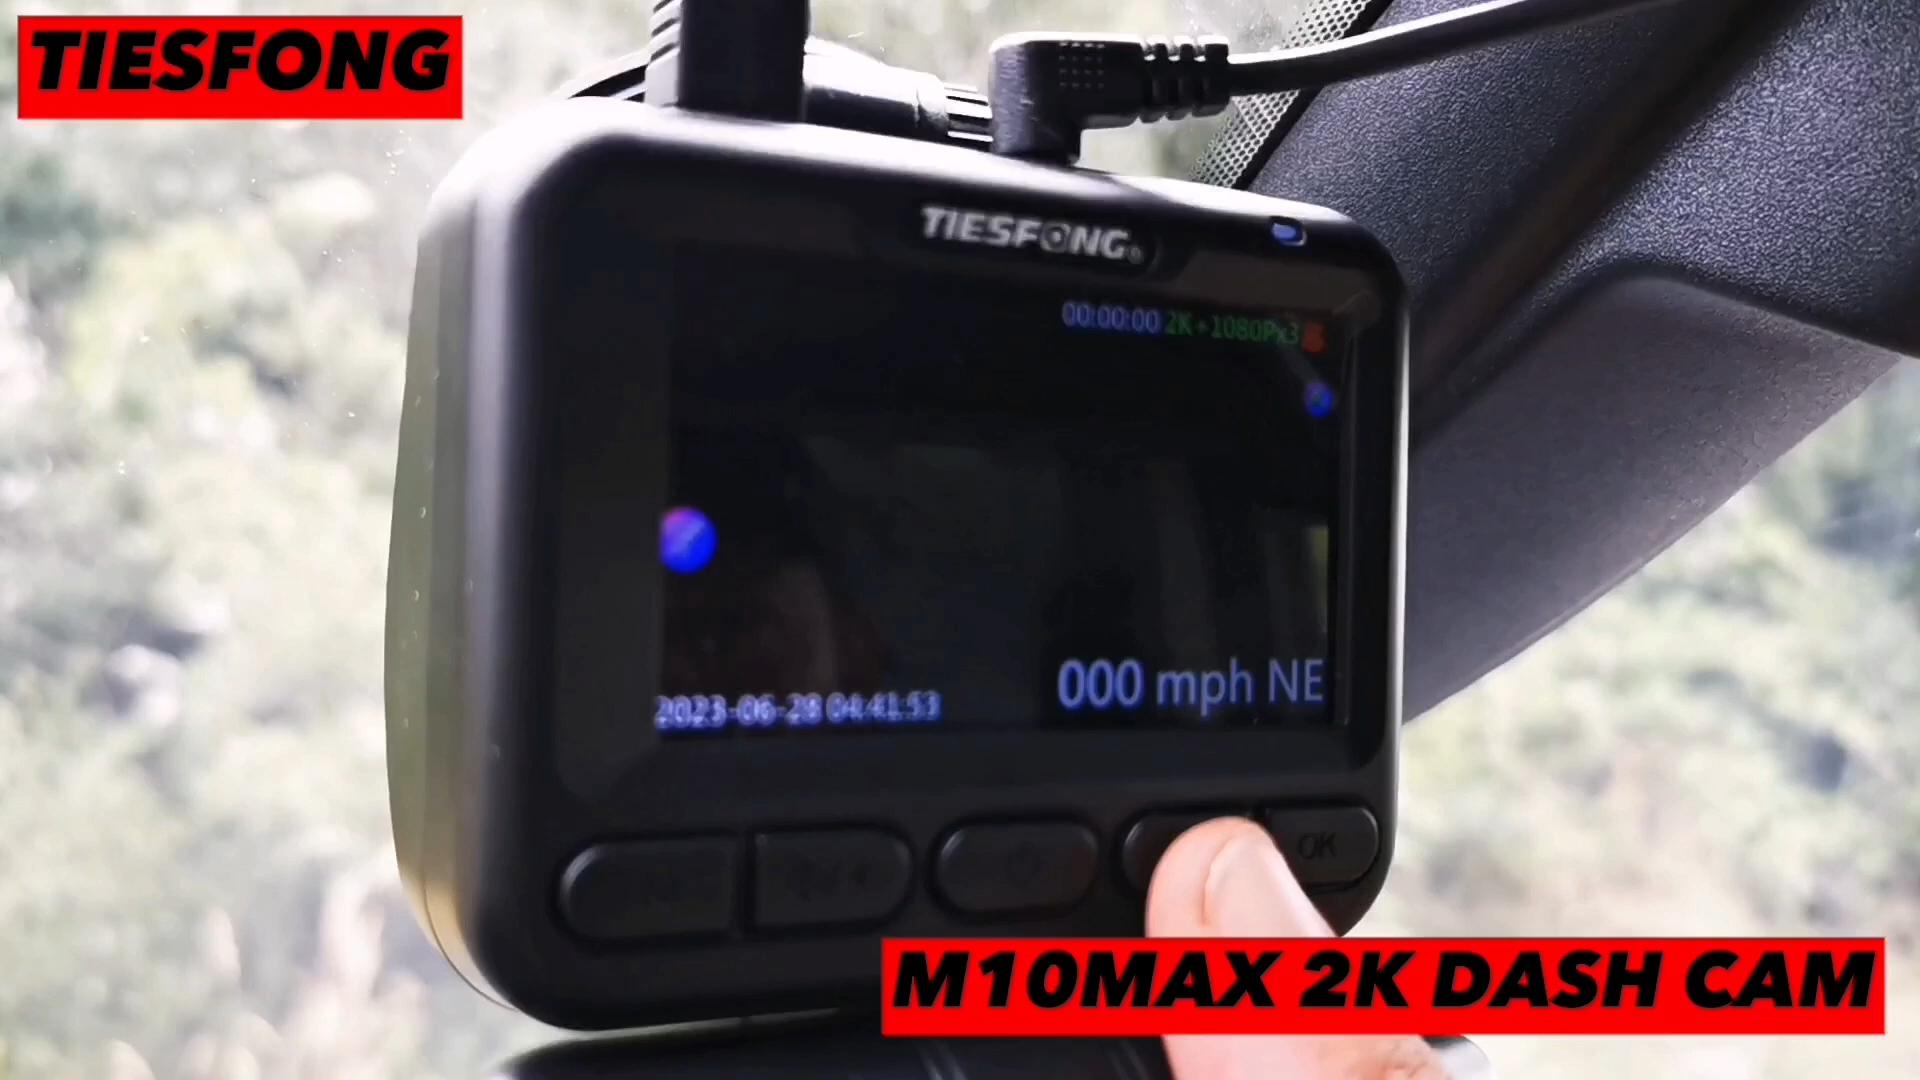 TIESFONG
TIESFONG
00:00:00 2K+1080Px3
000 mph NE
2023-06-28 04:41:53
OK
M10MAX 2K DASH CAM